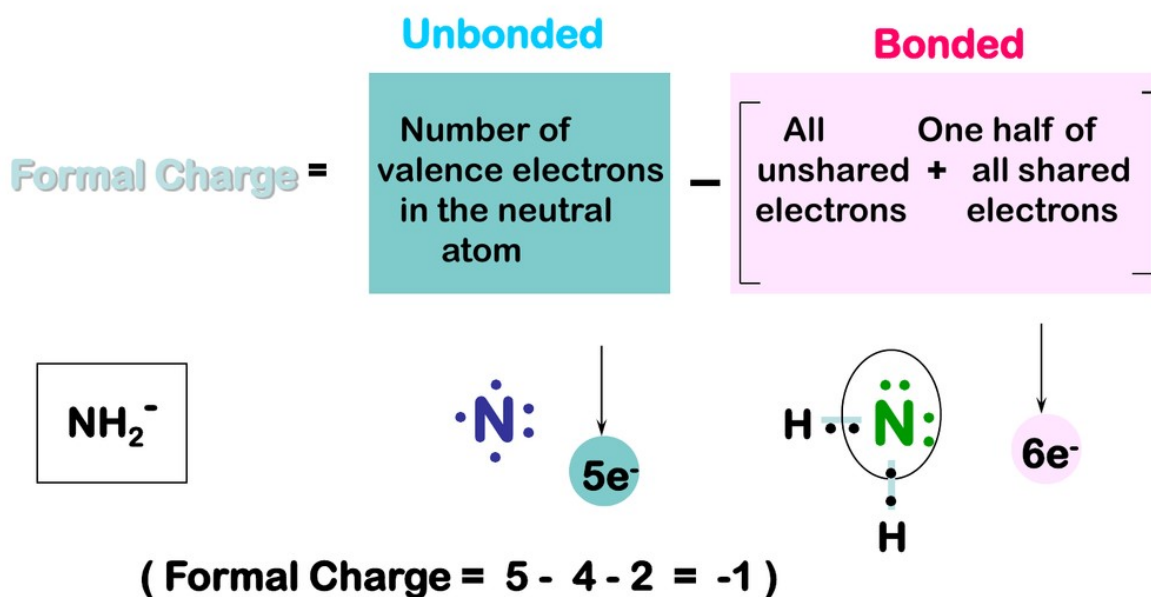 Unbonded
Bonded
Formal Charge =
Number of
valence electrons
in the neutral
atom
–
All One half of
unshared + all shared
electrons electrons
NH₂⁻
N
5e⁻
H N
H
6e⁻
( Formal Charge = 5 - 4 - 2 = -1 )